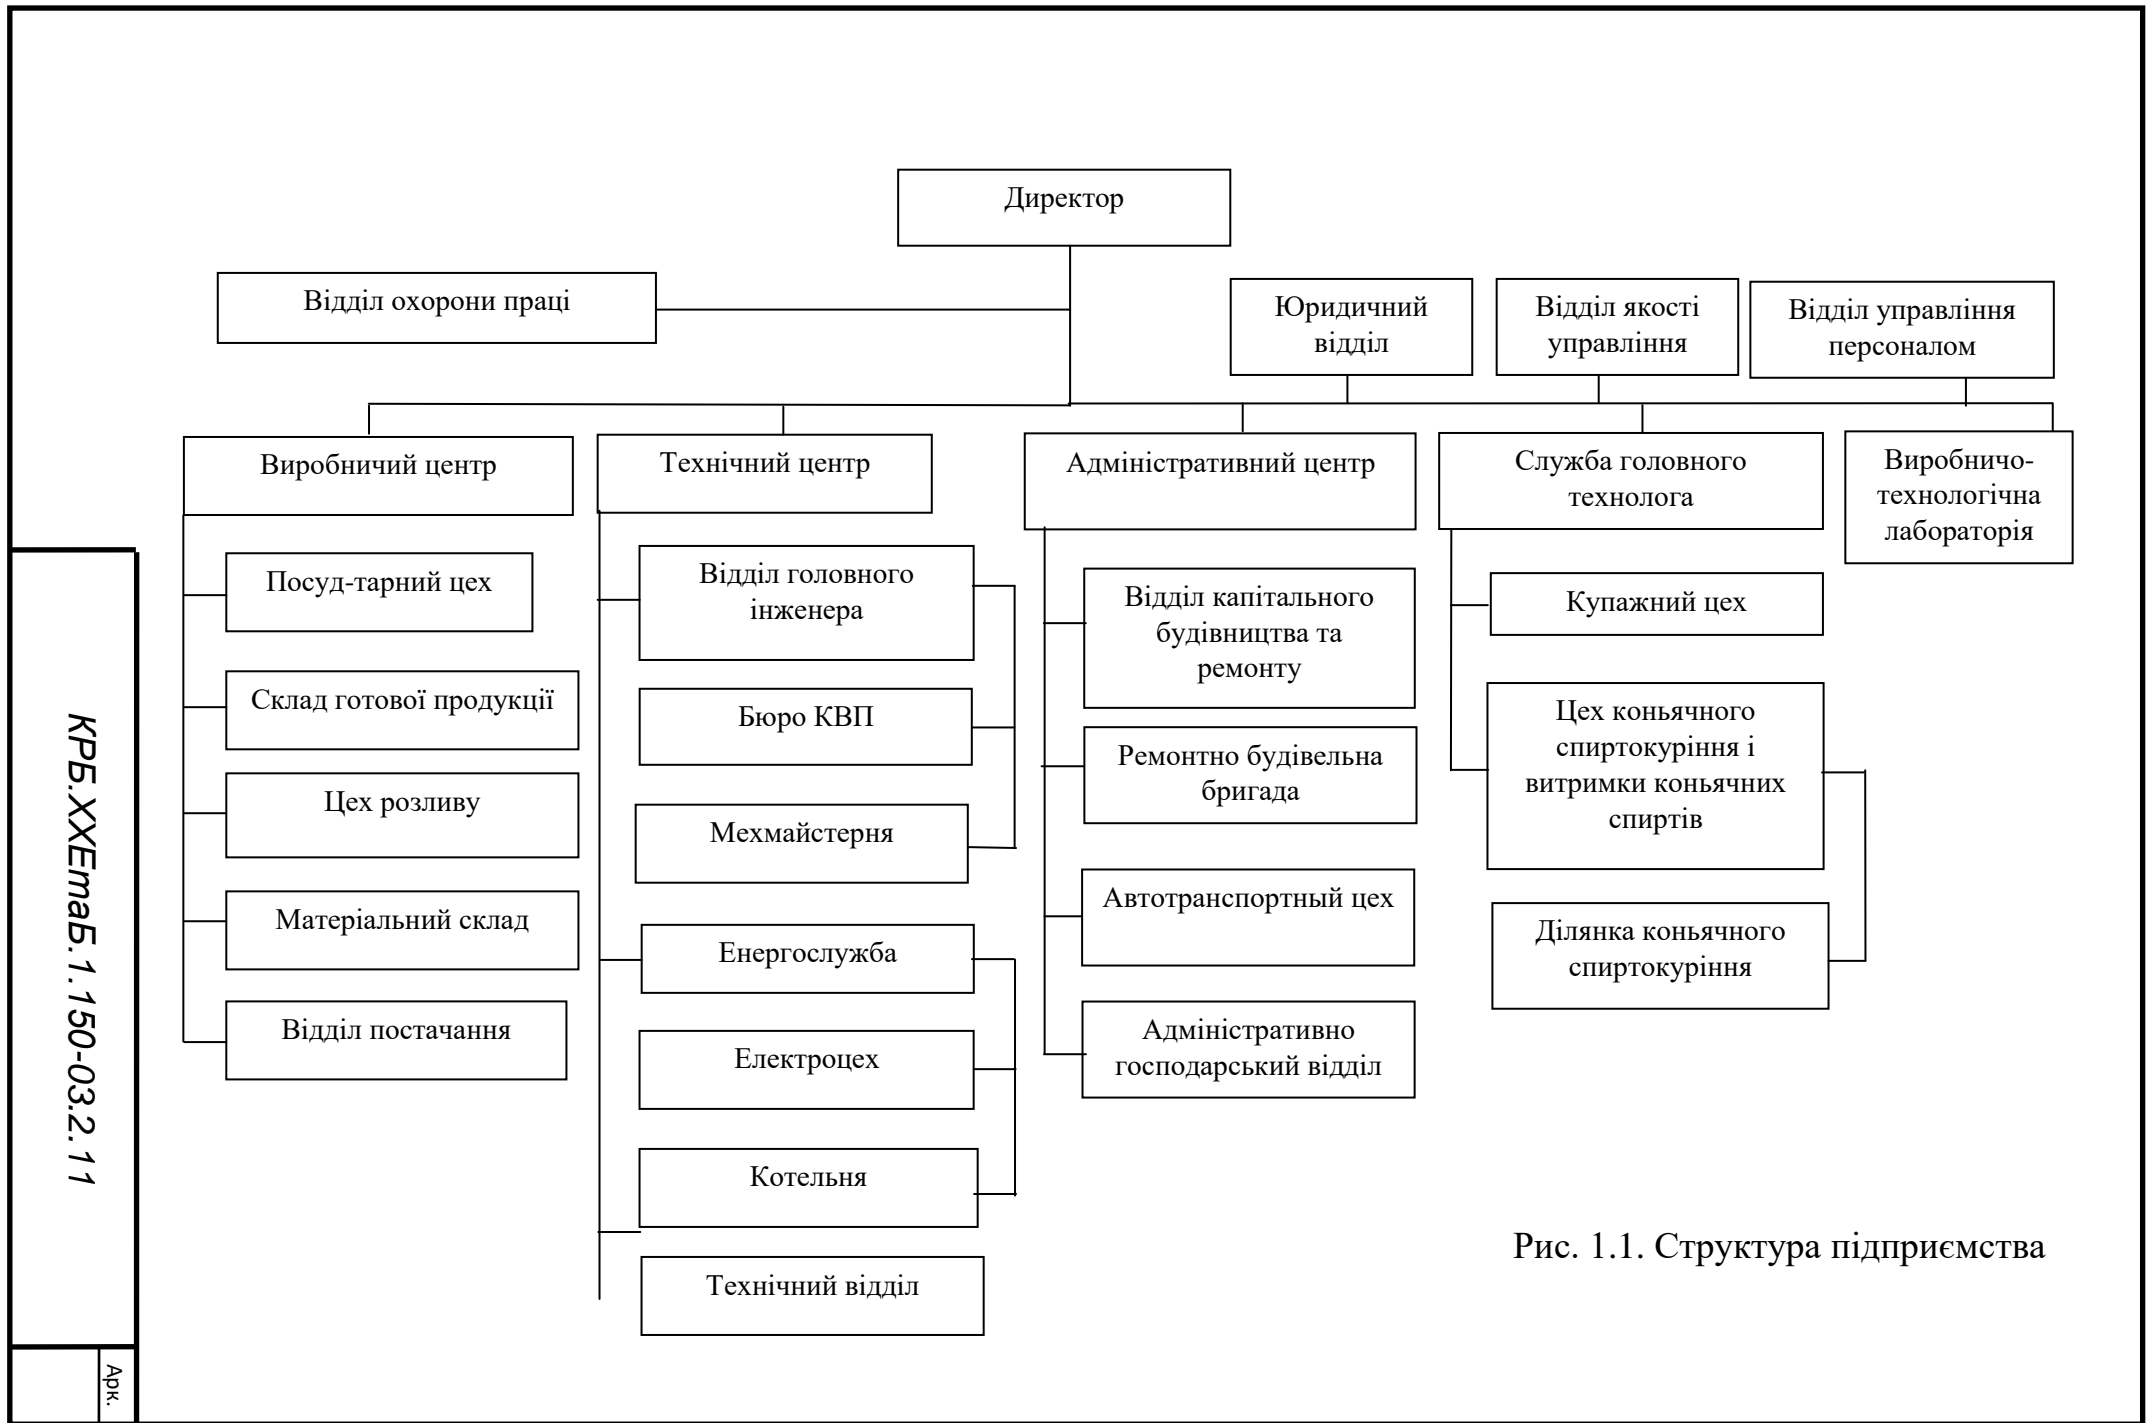 Директор
Відділ охорони праці
Юридичний
відділ
Відділ якості
управління
Відділ управління
персоналом
Виробничий центр
Технічний центр
Адміністративний центр
Служба головного
технолога
Виробничо-
технологічна
лабораторія
Посуд-тарний цех
Склад готової продукції
Цех розливу
Матеріальний склад
Відділ постачання
Відділ головного
інженера
Бюро КВП
Мехмайстерня
Енергослужба
Електроцех
Котельня
Технічний відділ
Відділ капітального
будівництва та
ремонту
Ремонтно будівельна
бригада
Автотранспортный цех
Адміністративно
господарський відділ
Купажний цех
Цех коньячного
спиртокуріння і
витримки коньячних
спиртів
Ділянка коньячного
спиртокуріння
Рис. 1.1. Структура підприємства
КРБ.ХХЕтаБ.1.150-03.2.11
Арк.